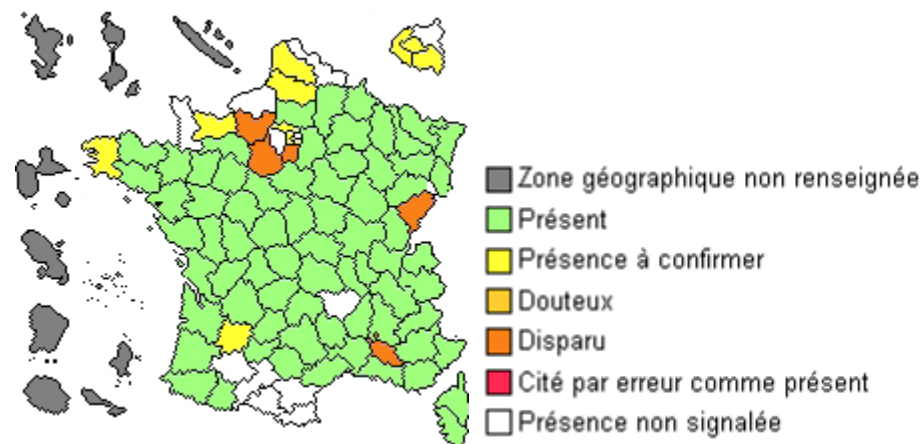 Zone géographique non renseignée
Présent
Présence à confirmer
Douteux
Disparu
Cité par erreur comme présent
Présence non signalée